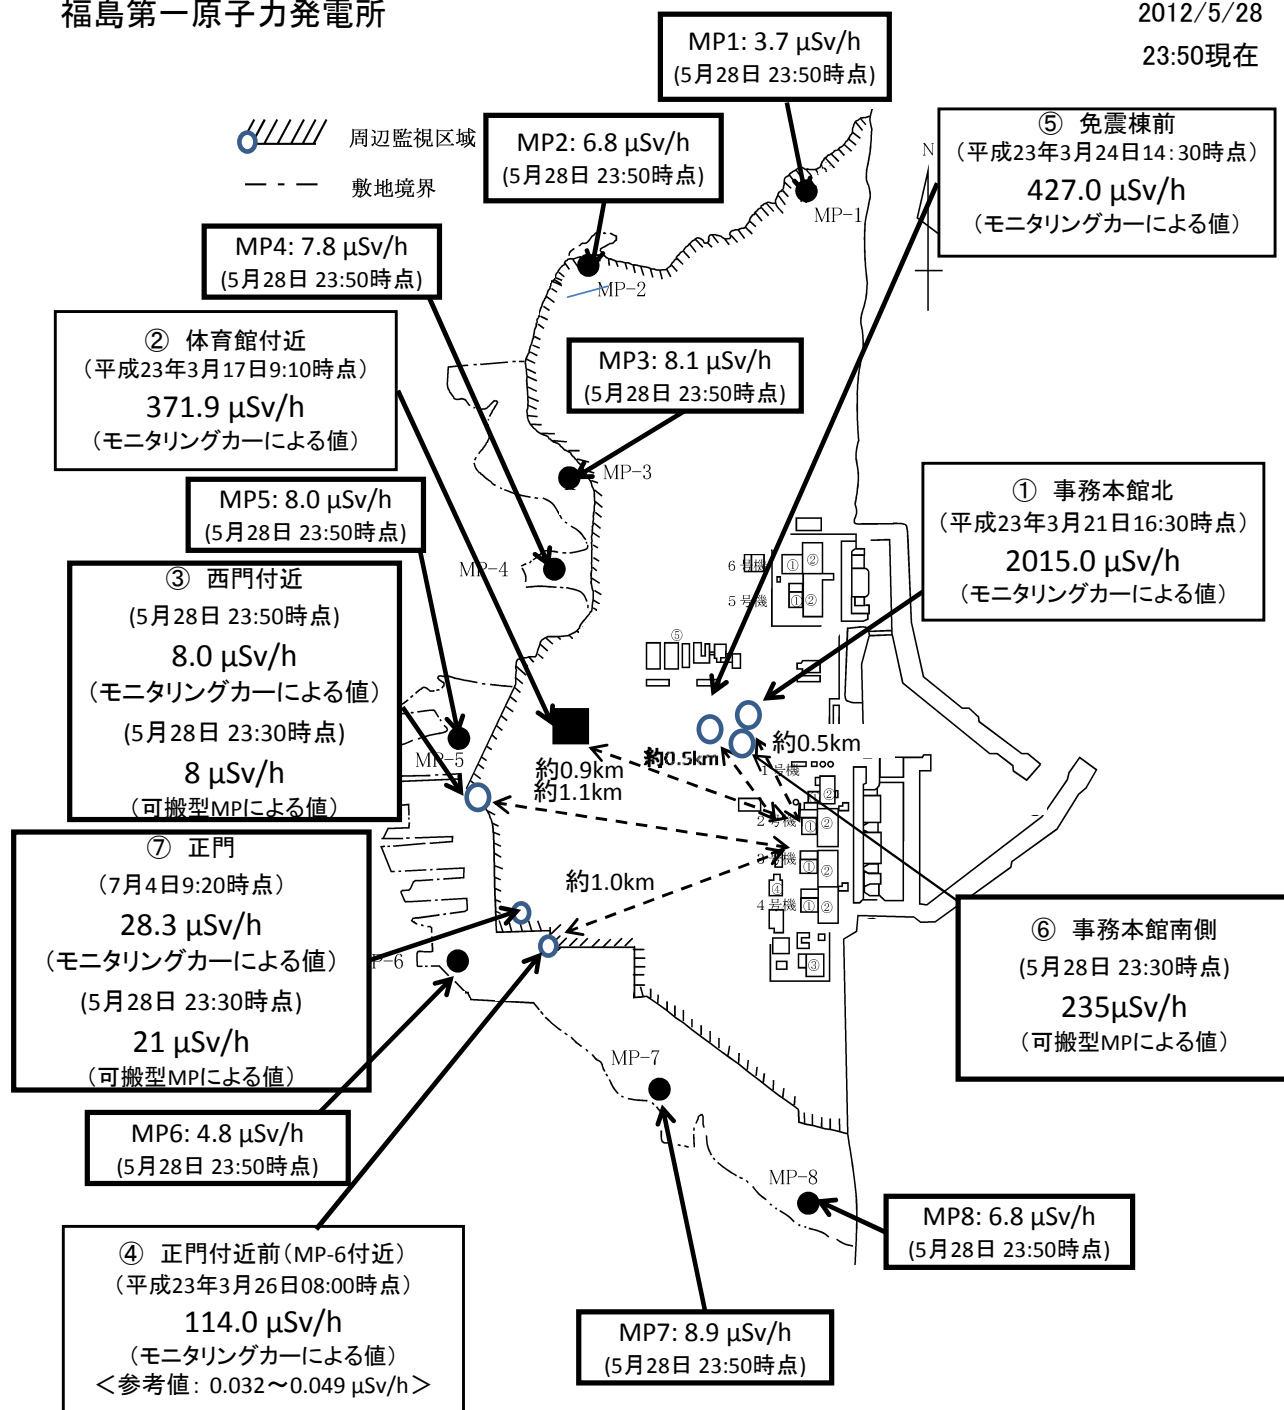 福島第一原子力発電所
2012/5/28
23:50現在
MP1: 3.7 μSv/h
(5月28日 23:50時点)
周辺監視区域
敷地境界
MP2: 6.8 μSv/h
(5月28日 23:50時点)
⑤ 免震棟前
(平成23年3月24日14:30時点)
427.0 μSv/h
(モニタリングカーによる値)
N
MP-1
MP4: 7.8 μSv/h
(5月28日 23:50時点)
MP-2
② 体育館付近
(平成23年3月17日9:10時点)
371.9 μSv/h
(モニタリングカーによる値)
MP3: 8.1 μSv/h
(5月28日 23:50時点)
MP-3
① 事務本館北
(平成23年3月21日16:30時点)
2015.0 μSv/h
(モニタリングカーによる値)
MP5: 8.0 μSv/h
(5月28日 23:50時点)
MP-4
6号機
① ②
5号機
① ②
③ 西門付近
(5月28日 23:50時点)
8.0 μSv/h
(モニタリングカーによる値)
(5月28日 23:30時点)
8 μSv/h
(可搬型MPによる値)
⑤
MP-5
約0.9km
約1.1km
約0.5km
約0.5km
1号機
① ②
2号機
① ②
3号機
① ②
④
4号機
① ②
③
約1.0km
⑦ 正門
(7月4日9:20時点)
28.3 μSv/h
(モニタリングカーによる値)
(5月28日 23:30時点)
21 μSv/h
(可搬型MPによる値)
P-6
⑥ 事務本館南側
(5月28日 23:30時点)
235μSv/h
(可搬型MPによる値)
MP-7
MP6: 4.8 μSv/h
(5月28日 23:50時点)
MP-8
MP8: 6.8 μSv/h
(5月28日 23:50時点)
④ 正門付近前(MP-6付近)
(平成23年3月26日08:00時点)
114.0 μSv/h
(モニタリングカーによる値)
<参考値: 0.032~0.049 μSv/h>
MP7: 8.9 μSv/h
(5月28日 23:50時点)